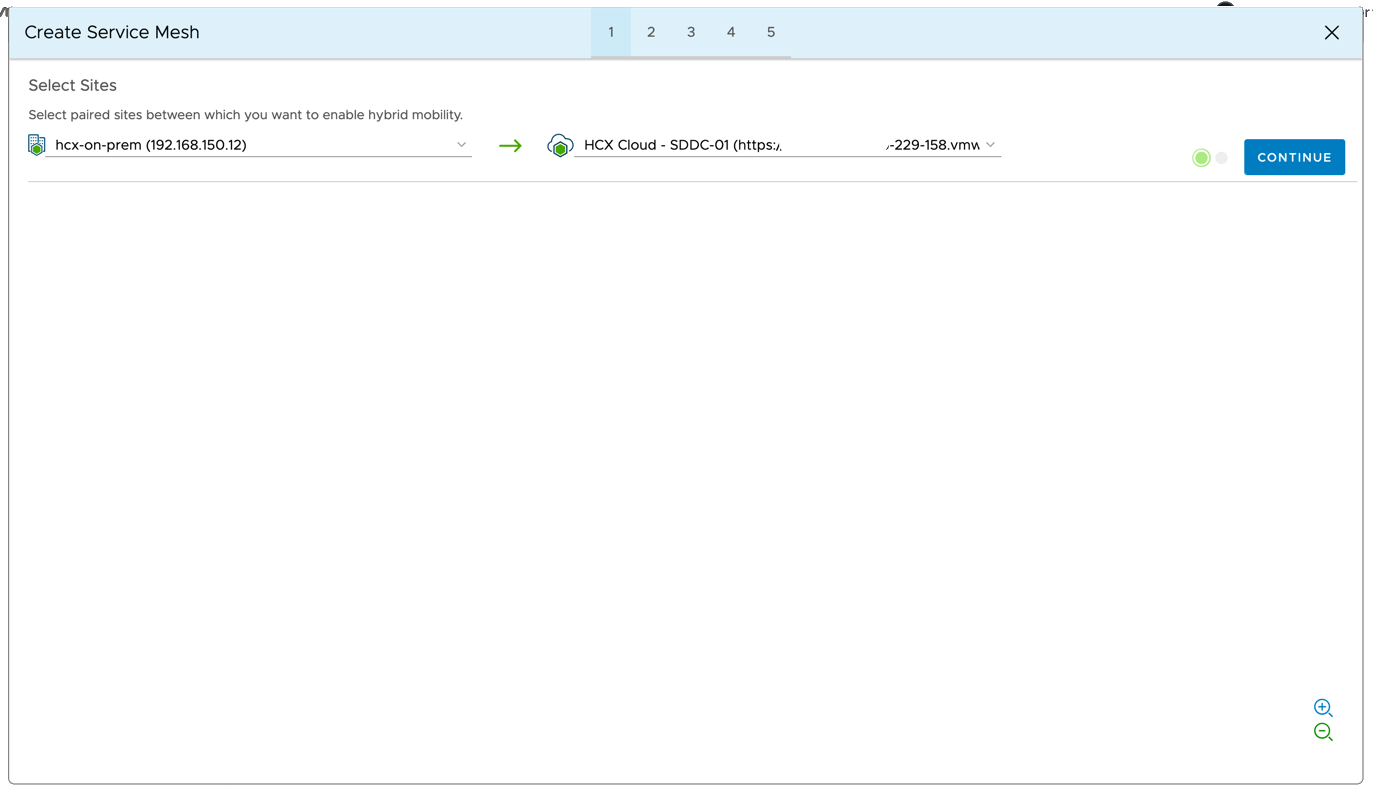 Create Service Mesh
1 2 3 4 5
Select Sites
Select paired sites between which you want to enable hybrid mobility.
hcx-on-prem (192.168.150.12)
HCX Cloud - SDDC-01 (https:/ -229-158.vmw
CONTINUE